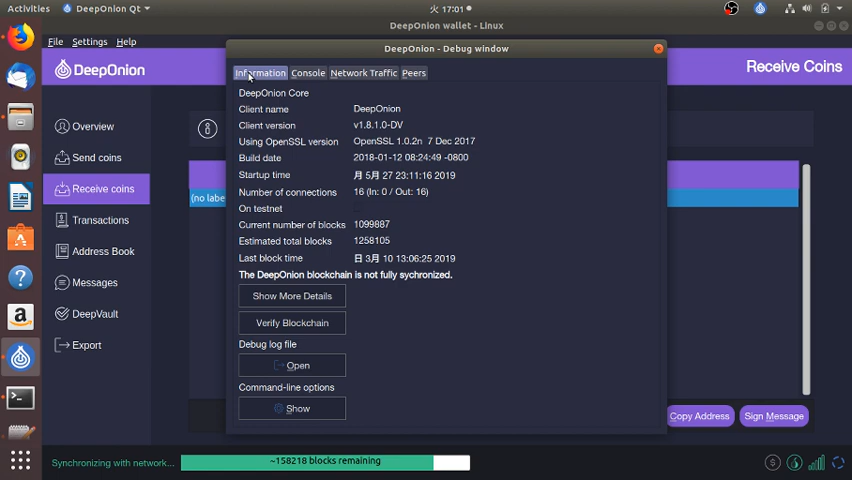 Activities DeepOnion Qt 火 17:01
DeepOnion wallet - Linux
File Settings Help
DeepOnion - Debug window
DeepOnion
Receive Coins
Information Console Network Traffic Peers
DeepOnion Core
Client name DeepOnion
Client version v1.8.1.0-DV
Using OpenSSL version OpenSSL 1.0.2n 7 Dec 2017
Build date 2018-01-12 08:24:49 -0800
Startup time 月 5月 27 23:11:16 2019
Number of connections 16 (In: 0 / Out: 16)
On testnet
Current number of blocks 1099887
Estimated total blocks 1258105
Last block time 日 3月 10 13:06:25 2019
The DeepOnion blockchain is not fully sychronized.
Show More Details
Verify Blockchain
Debug log file
Open
Command-line options
Show
Overview
Send coins
Receive coins
Transactions
Address Book
Messages
DeepVault
Export
(no labe
Copy Address Sign Message
Synchronizing with network... ~158218 blocks remaining